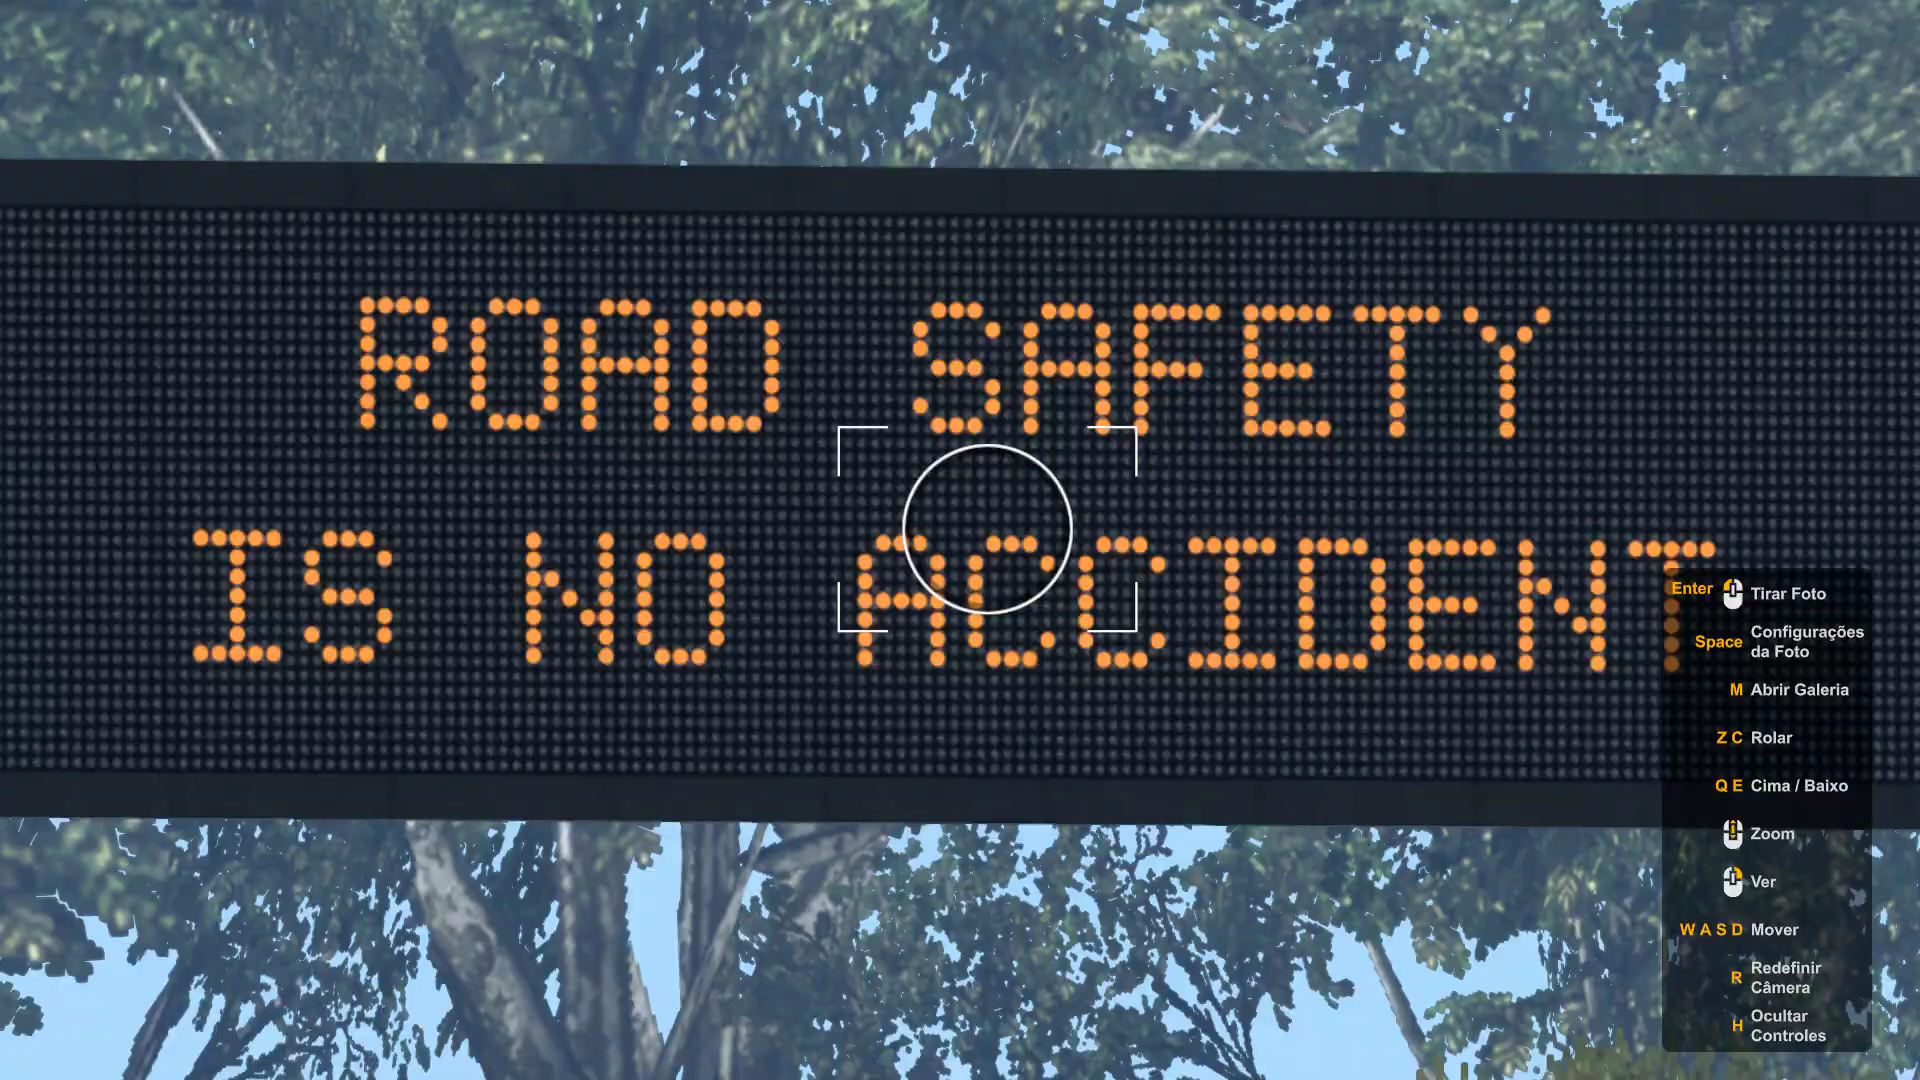 ROAD SAFETY
IS NO ACCIDENT
Enter Tirar Foto
Space Configurações
da Foto
M Abrir Galeria
Z C Rolar
Q E Cima / Baixo
Zoom
Ver
W A S D Mover
R Redefinir
Câmera
H Ocultar
Controles